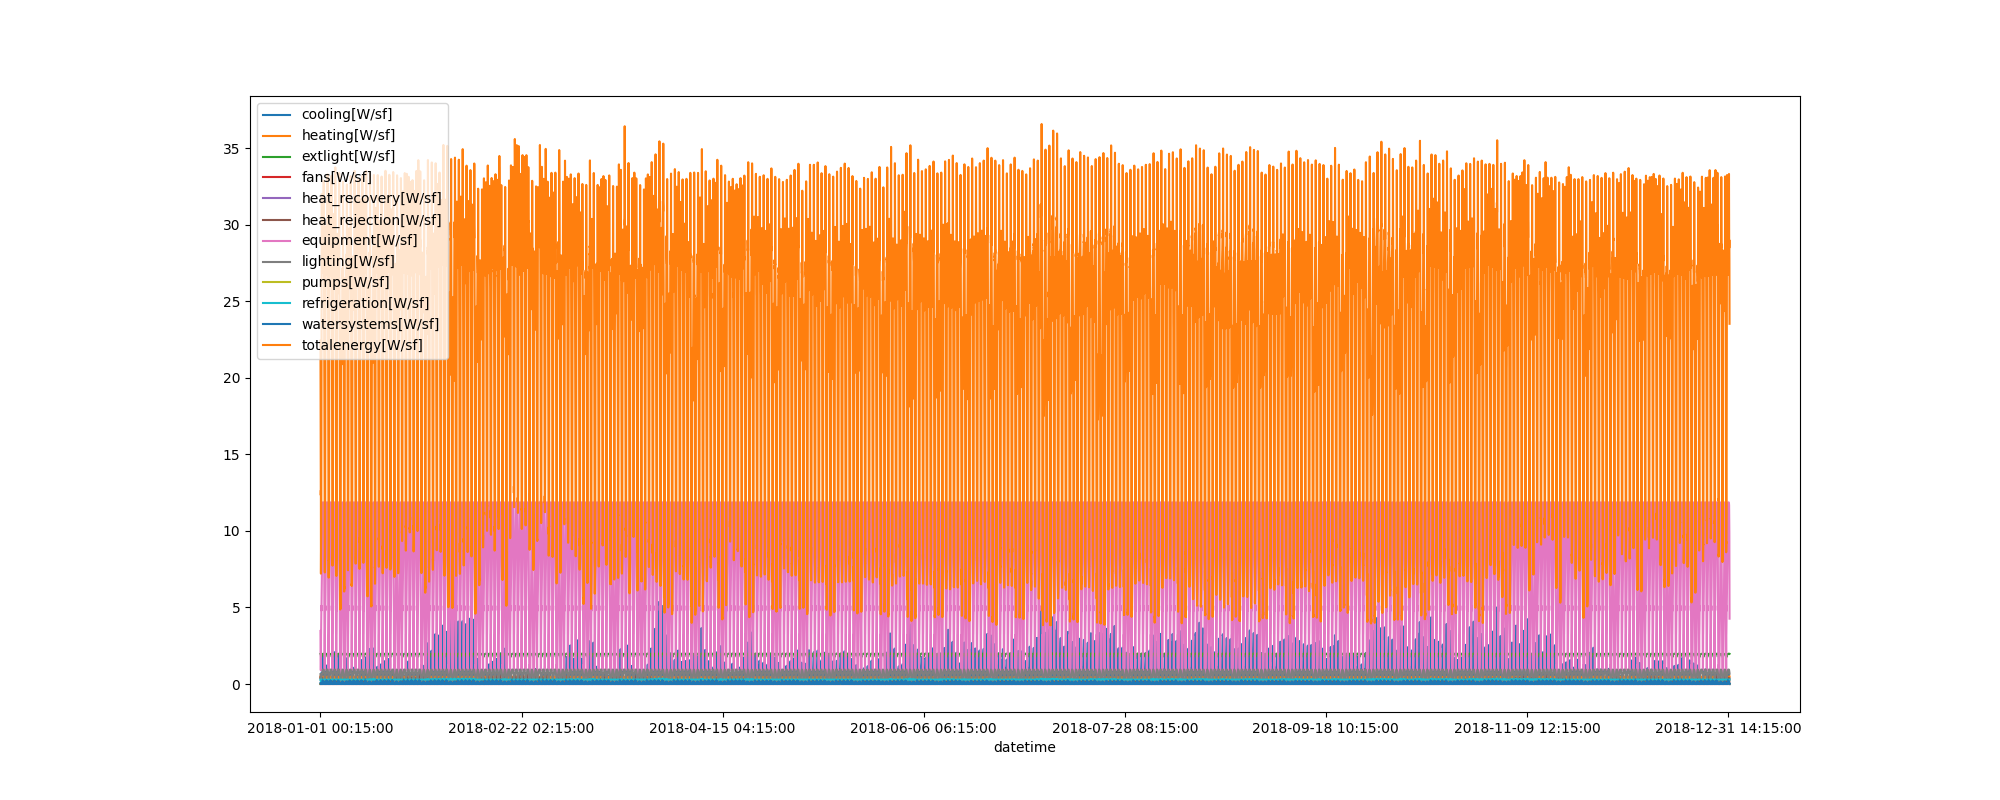 cooling[W/sf]
heating[W/sf]
extlight[W/sf]
fans[W/sf]
heat_recovery[W/sf]
heat_rejection[W/sf]
equipment[W/sf]
lighting[W/sf]
pumps[W/sf]
refrigeration[W/sf]
watersystems[W/sf]
totalenergy[W/sf]
35
30
25
20
15
10
5
0
2018-01-01 00:15:00 2018-02-22 02:15:00 2018-04-15 04:15:00 2018-06-06 06:15:00 2018-07-28 08:15:00 2018-09-18 10:15:00 2018-11-09 12:15:00 2018-12-31 14:15:00
datetime